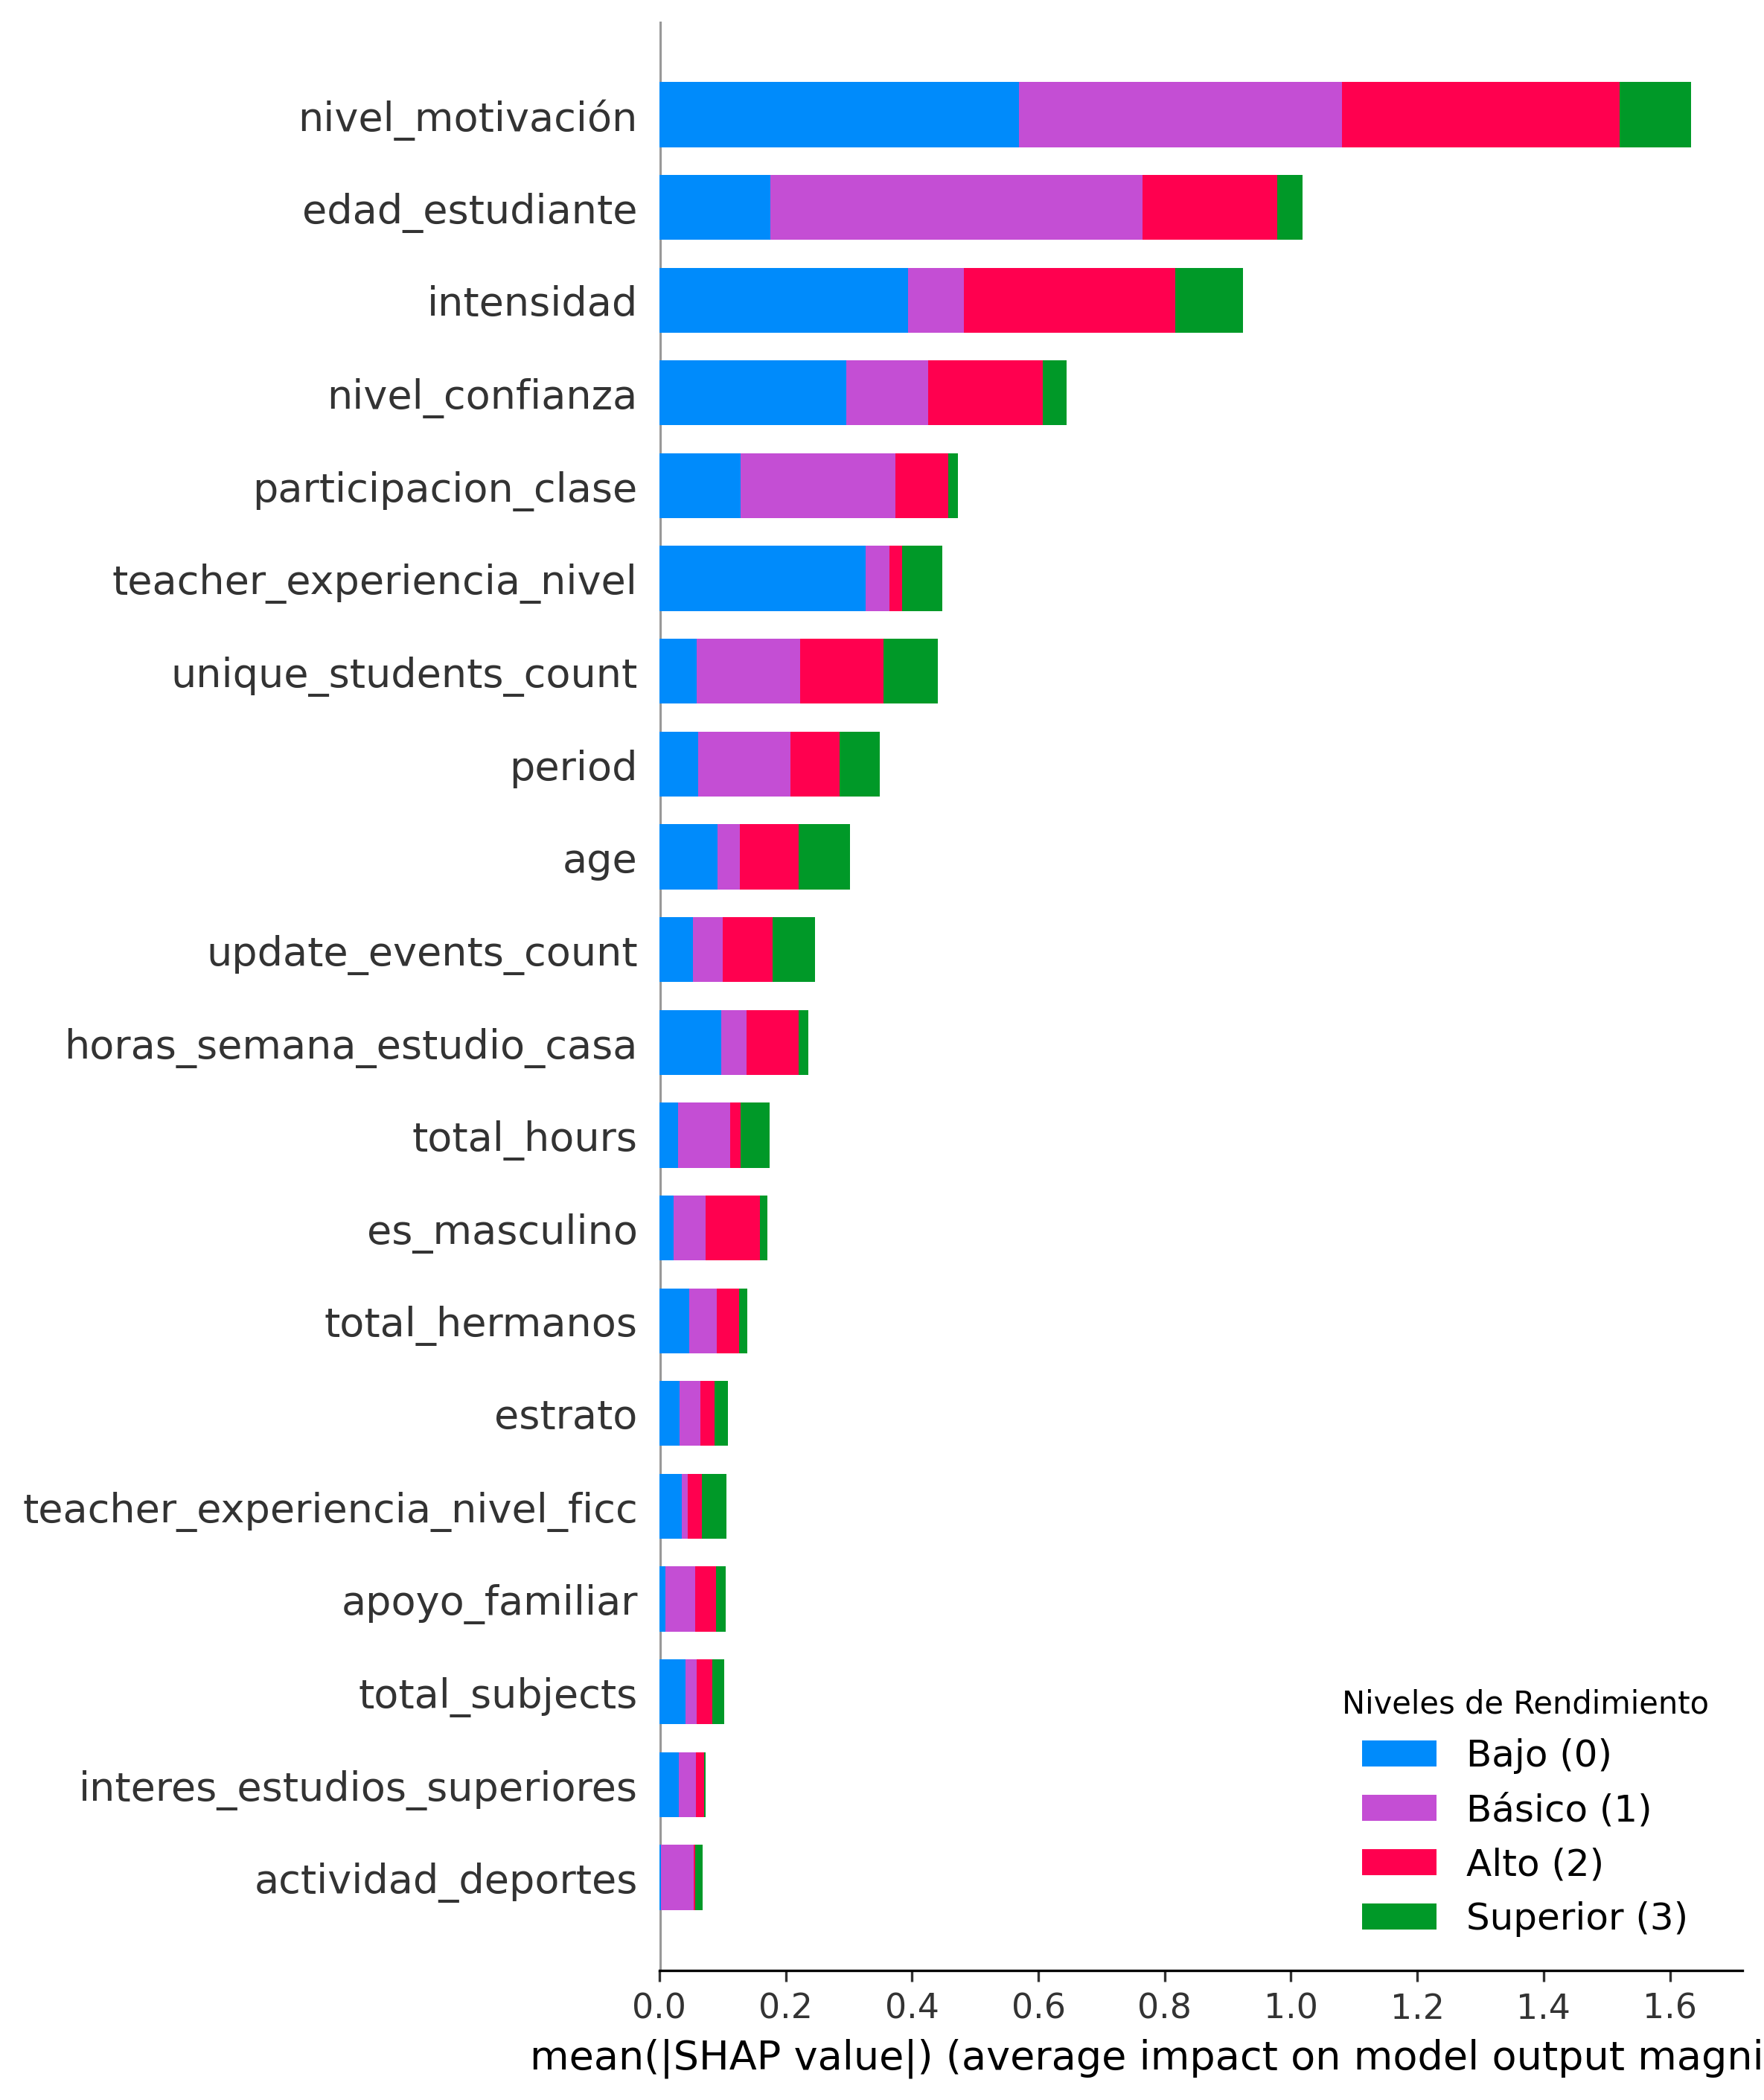 nivel_motivación
edad_estudiante
intensidad
nivel_confianza
participacion_clase
teacher_experiencia_nivel
unique_students_count
period
age
update_events_count
horas_semana_estudio_casa
total_hours
es_masculino
total_hermanos
estrato
teacher_experiencia_nivel_ficc
apoyo_familiar
total_subjects
interes_estudios_superiores
actividad_deportes
Niveles de Rendimiento
Bajo (0)
Básico (1)
Alto (2)
Superior (3)
0.0 0.2 0.4 0.6 0.8 1.0 1.2 1.4 1.6
mean(|SHAP value|) (average impact on model output magni